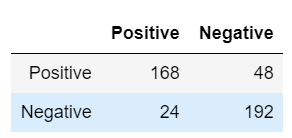 Positive Negative
Positive 168 48
Negative 24 192